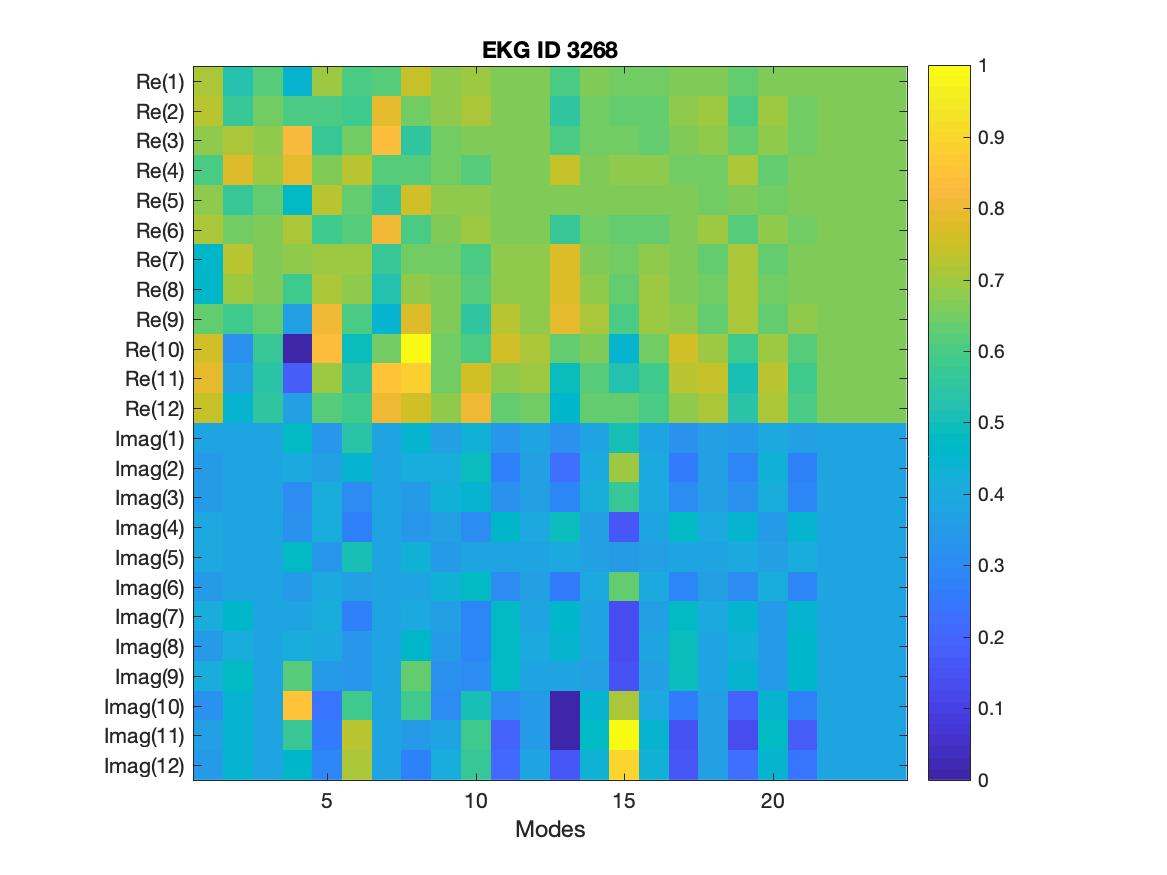 EKG ID 3268
Re(1)
Re(2)
Re(3)
Re(4)
Re(5)
Re(6)
Re(7)
Re(8)
Re(9)
Re(10)
Re(11)
Re(12)
Imag(1)
Imag(2)
Imag(3)
Imag(4)
Imag(5)
Imag(6)
Imag(7)
Imag(8)
Imag(9)
Imag(10)
Imag(11)
Imag(12)
5 10 15 20
Modes
1
0.9
0.8
0.7
0.6
0.5
0.4
0.3
0.2
0.1
0